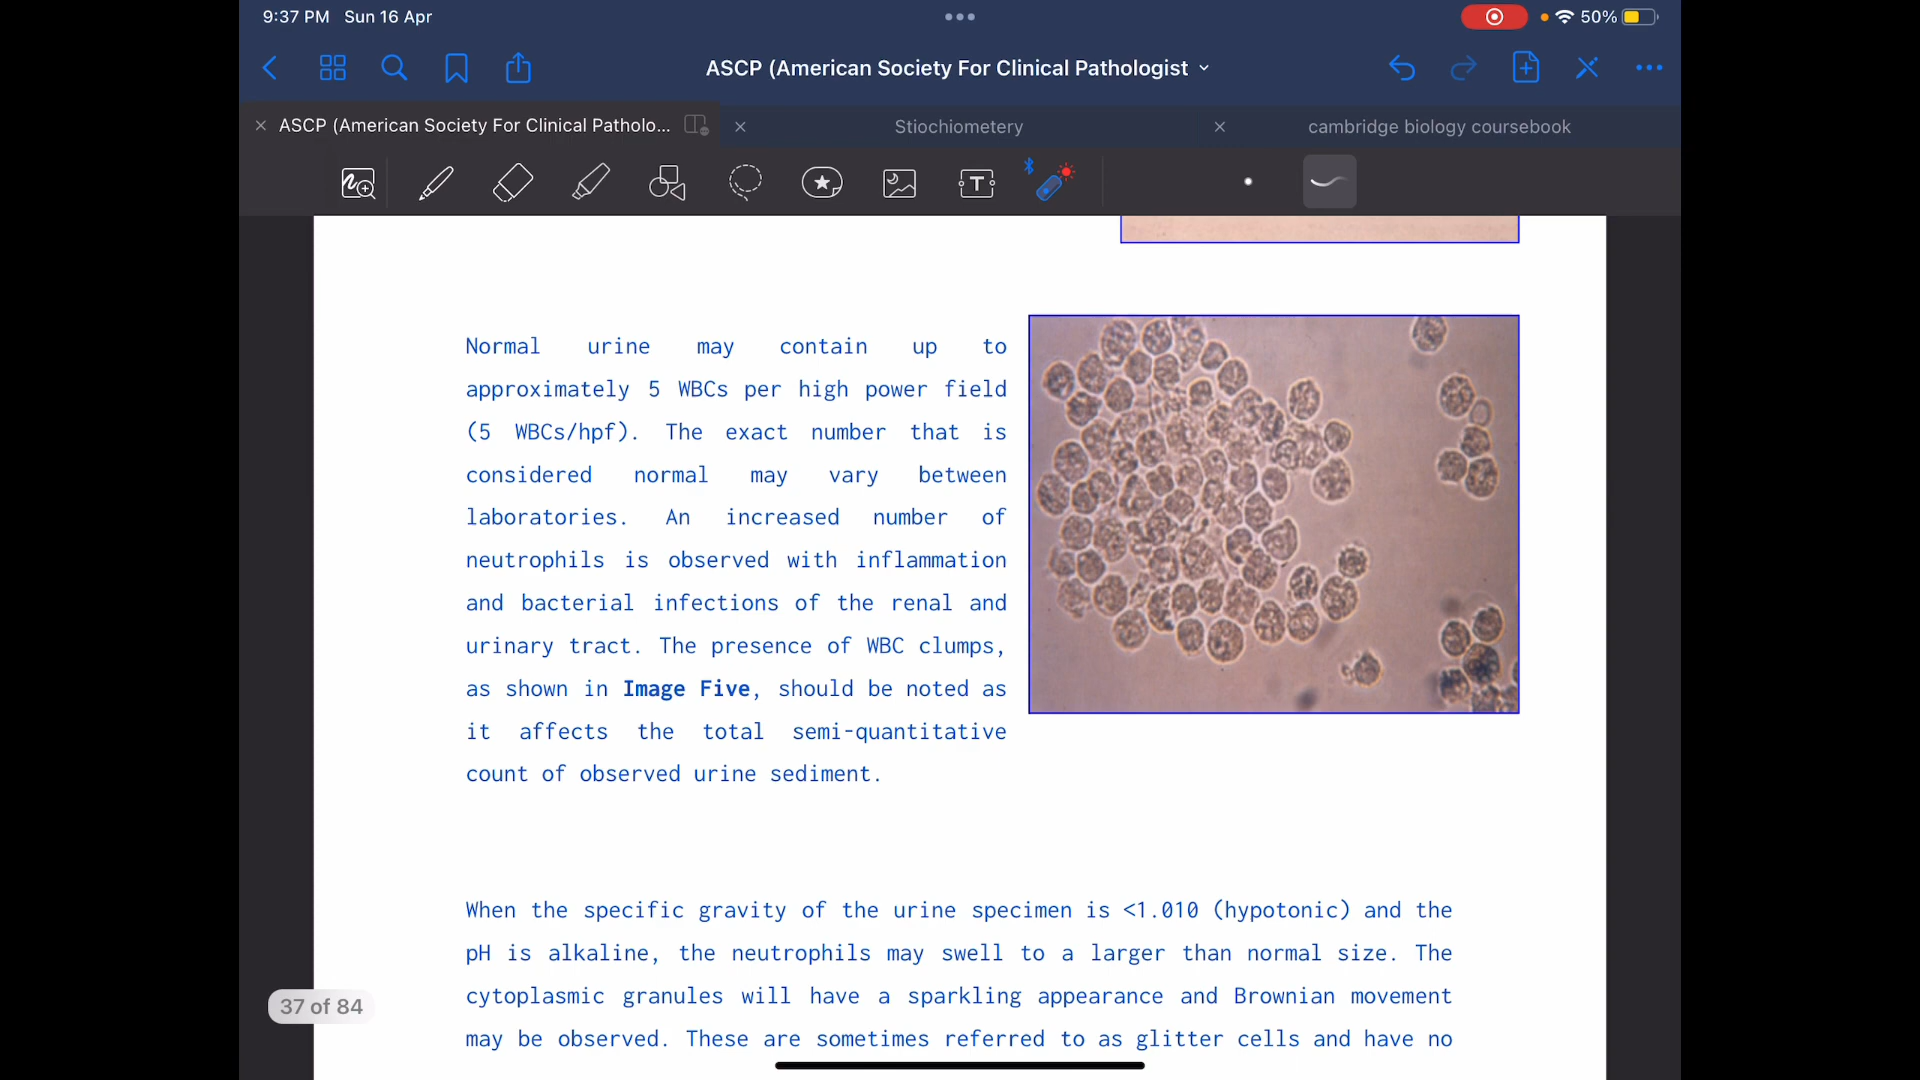 9:37 PM Sun 16 Apr
50%
ASCP (American Society For Clinical Pathologist
ASCP (American Society For Clinical Patholo...
Stiochiometery
cambridge biology coursebook
T
Normal urine may contain up to
approximately 5 WBCs per high power field
(5 WBCs/hpf). The exact number that is
considered normal may vary between
laboratories. An increased number of
neutrophils is observed with inflammation
and bacterial infections of the renal and
urinary tract. The presence of WBC clumps,
as shown in Image Five, should be noted as
it affects the total semi-quantitative
count of observed urine sediment.
When the specific gravity of the urine specimen is <1.010 (hypotonic) and the
pH is alkaline, the neutrophils may swell to a larger than normal size. The
cytoplasmic granules will have a sparkling appearance and Brownian movement
may be observed. These are sometimes referred to as glitter cells and have no
37 of 84